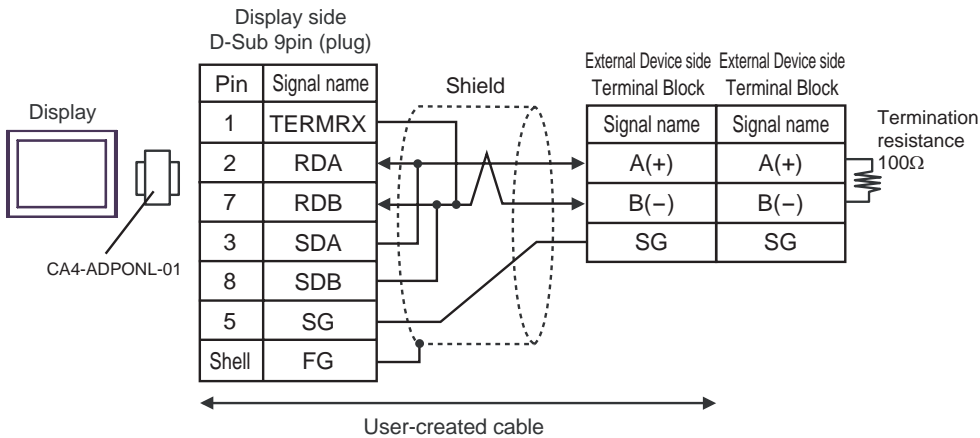 Display side
D-Sub 9pin (plug)
Display
CA4-ADPONL-01
Pin Signal name
1 TERMRX
2 RDA
7 RDB
3 SDA
8 SDB
5 SG
Shell FG
Shield
External Device side External Device side
Terminal Block Terminal Block
Signal name Signal name
A(+) A(+)
B(−) B(−)
SG SG
Termination
resistance
100Ω
User-created cable